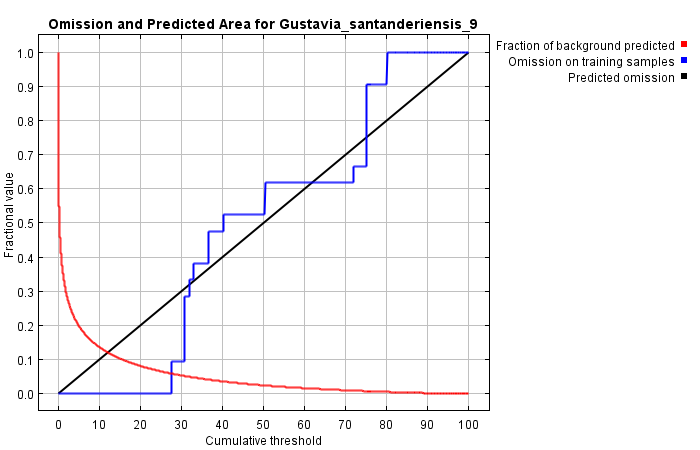 Omission and Predicted Area for Gustavia_santanderiensis_9
Fraction of background predicted
Omission on training samples
Predicted omission
Fractional value
1.0
0.9
0.8
0.7
0.6
0.5
0.4
0.3
0.2
0.1
0.0
0 10 20 30 40 50 60 70 80 90 100
Cumulative threshold